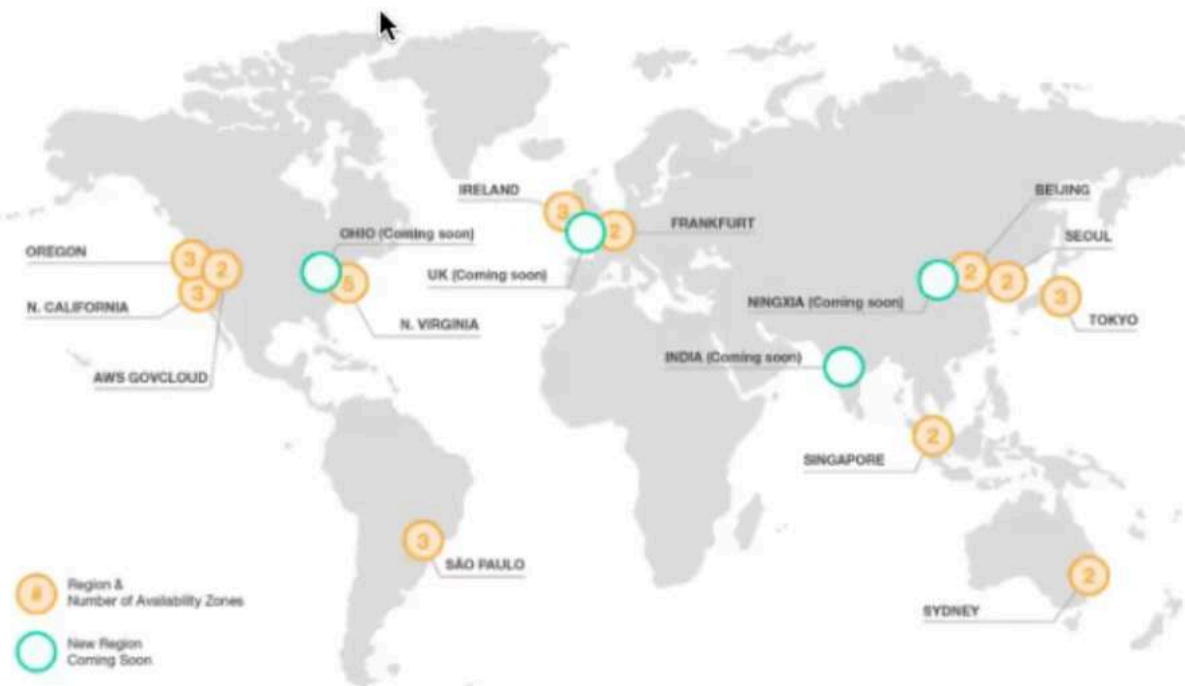 IRELAND
3
BEIJING
OHIO (Coming soon)
2
FRANKFURT
SEOUL
OREGON
3
2
UK (Coming soon)
2
2
3
5
NINGXIA (Coming soon)
N. CALIFORNIA
N. VIRGINIA
TOKYO
INDIA (Coming soon)
AWS GOVCLOUD
3
2
SINGAPORE
3
SÃO PAULO
2
SYDNEY
# Region &
Number of Availability Zones
New Region
Coming Soon